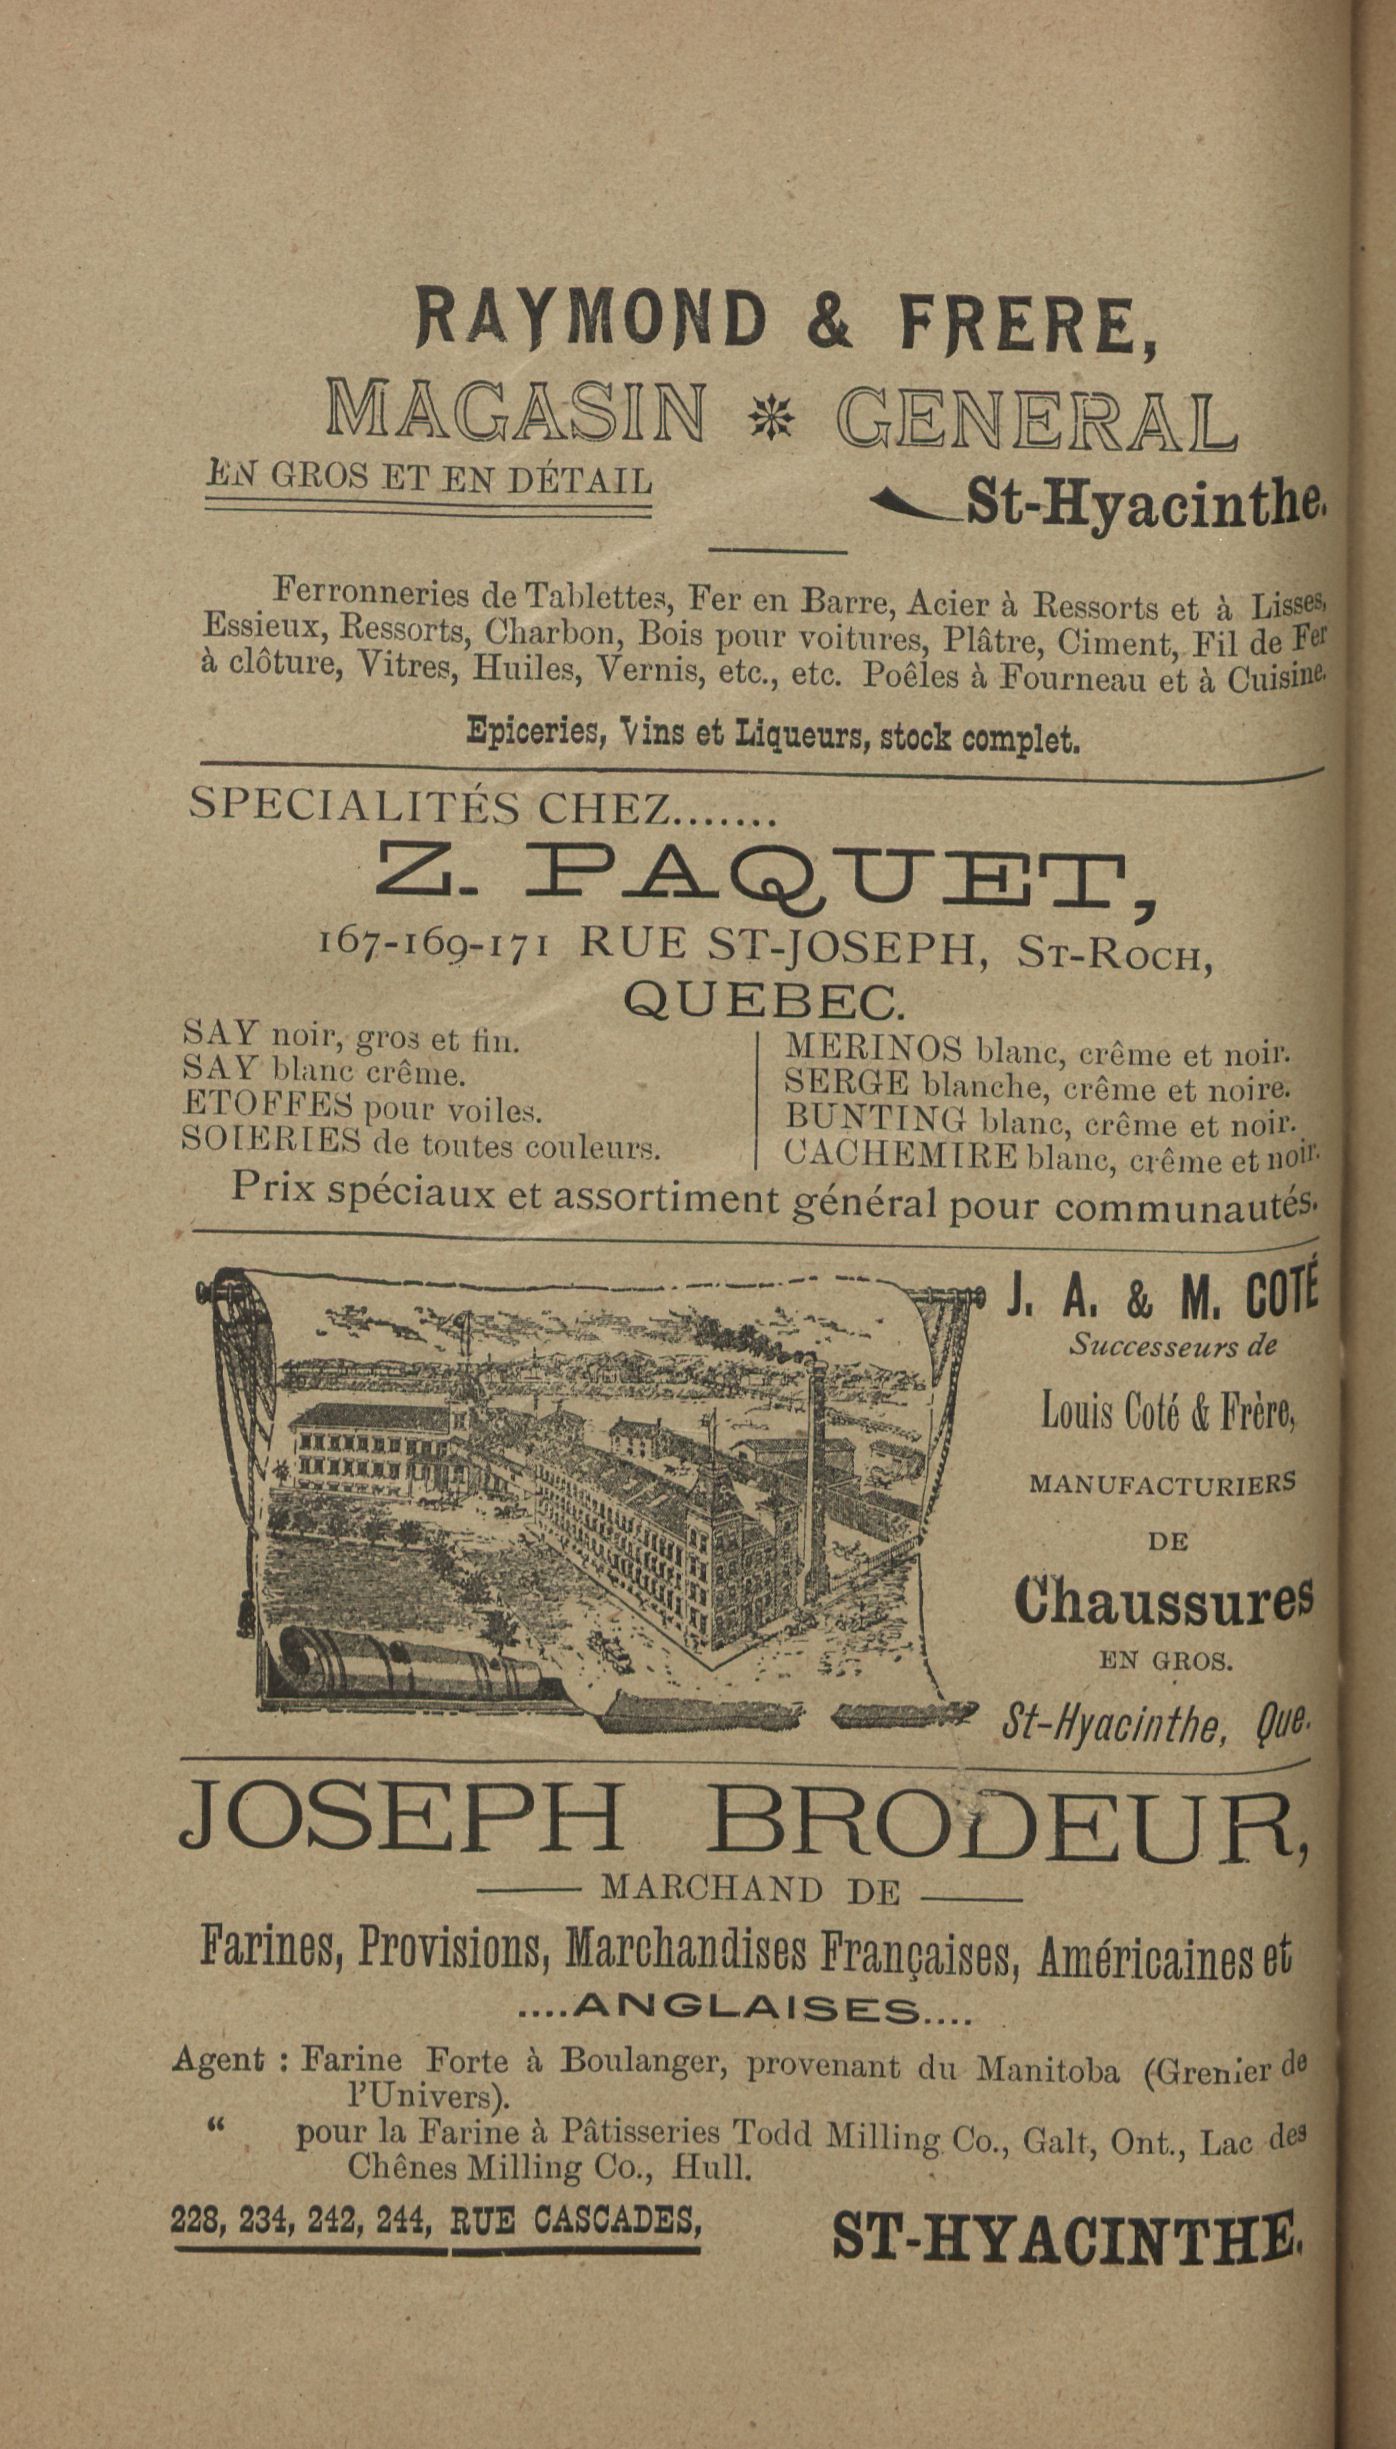 RAYMOND & FRERE,
MAGASIN GENERAL
EN GROS ET EN DÉTAIL
St-Hyacinthe.
Ferronneries de Tablettes, Fer en Barre, Acier à Ressorts et à Lisses,
Essieux, Ressorts, Charbon, Bois pour voitures, Plâtre, Ciment, Fil de Fer
à clôture, Vitres, Huiles, Vernis, etc., etc. Poêles à Fourneau et à Cuisine.
Epiceries, Vins et Liqueurs, stock complet.
SPECIALITÉS CHEZ.......
Z. PAQUET,
167-169-171 RUE ST-JOSEPH, ST-ROCH,
QUEBEC.
SAY noir, gros et fin.
SAY blanc crême.
ETOFFES pour voiles.
SOIERIES de toutes couleurs.
MERINOS blanc, crême et noir.
SERGE blanche, crême et noire.
BUNTING blanc, crême et noir.
CACHEMIRE blanc, crême et noir.
Prix spéciaux et assortiment général pour communautés.
J. A. & M. COTÉ
Successeurs de
Louis Coté & Frère,
MANUFACTURIERS
DE
Chaussures
EN GROS.
St-Hyacinthe, Que.
JOSEPH BRODEUR,
MARCHAND DE
Farines, Provisions, Marchandises Françaises, Américaines et
....ANGLAISES....
Agent : Farine Forte à Boulanger, provenant du Manitoba (Grenier de
l'Univers).
“ pour la Farine à Pâtisseries Todd Milling Co., Galt, Ont., Lac des
Chênes Milling Co., Hull.
228, 234, 242, 244, RUE CASCADES,
ST-HYACINTHE.